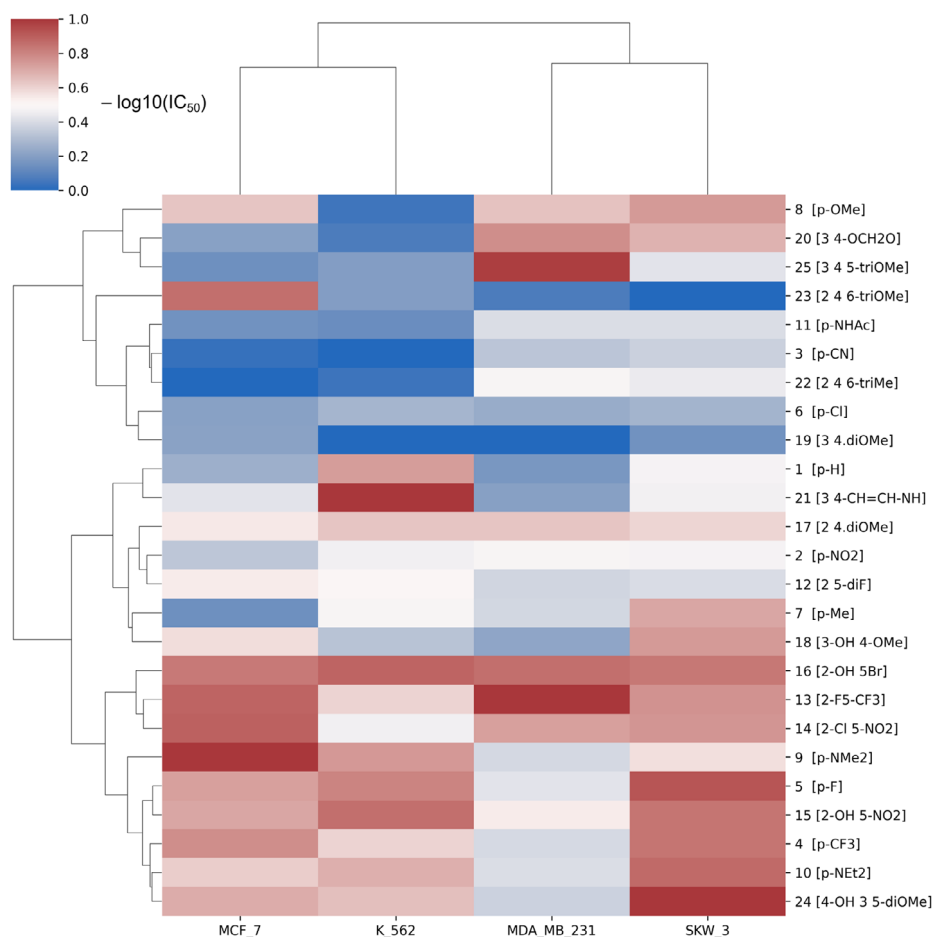 1.0
0.8
0.6
0.4
0.2
0.0
− log10(IC50)
8 [p-OMe]
20 [3 4-OCH2O]
25 [3 4 5-triOMe]
23 [2 4 6-triOMe]
11 [p-NHAc]
3 [p-CN]
22 [2 4 6-triMe]
6 [p-Cl]
19 [3 4.diOMe]
1 [p-H]
21 [3 4-CH=CH-NH]
17 [2 4.diOMe]
2 [p-NO2]
12 [2 5-diF]
7 [p-Me]
18 [3-OH 4-OMe]
16 [2-OH 5Br]
13 [2-F5-CF3]
14 [2-Cl 5-NO2]
9 [p-NMe2]
5 [p-F]
15 [2-OH 5-NO2]
4 [p-CF3]
10 [p-NEt2]
24 [4-OH 3 5-diOMe]
MCF_7 K_562 MDA_MB_231 SKW_3